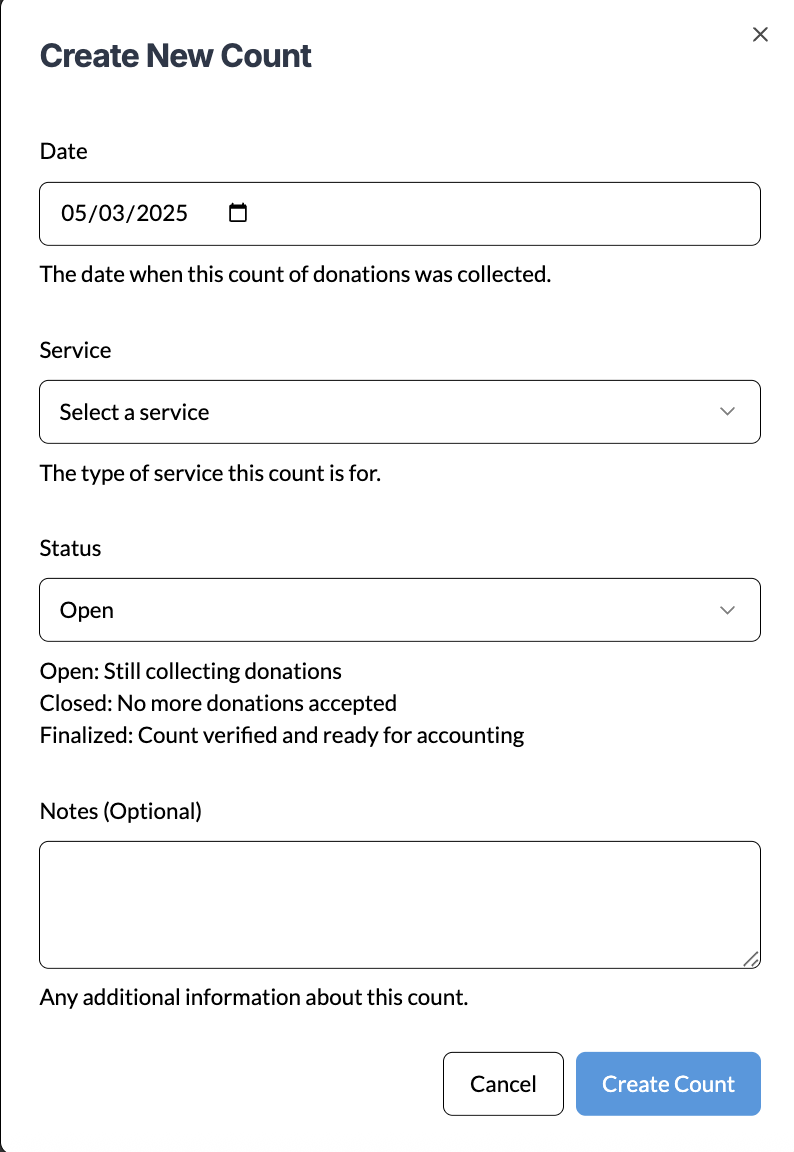 Create New Count
Date
05/03/2025
The date when this count of donations was collected.
Service
Select a service
The type of service this count is for.
Status
Open
Open: Still collecting donations
Closed: No more donations accepted
Finalized: Count verified and ready for accounting
Notes (Optional)
Any additional information about this count.
Cancel
Create Count